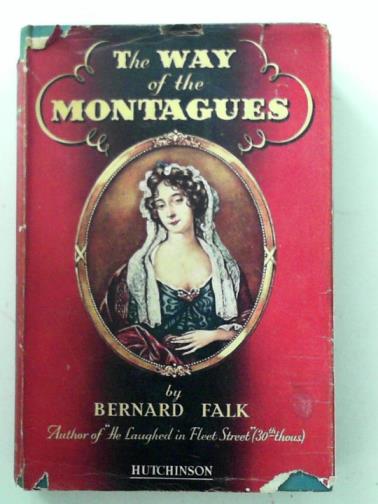 The WAY
of the
MONTAGUES
by
BERNARD FALK
Author of "He Laughed in Fleet Street" (30th thous)
HUTCHINSON